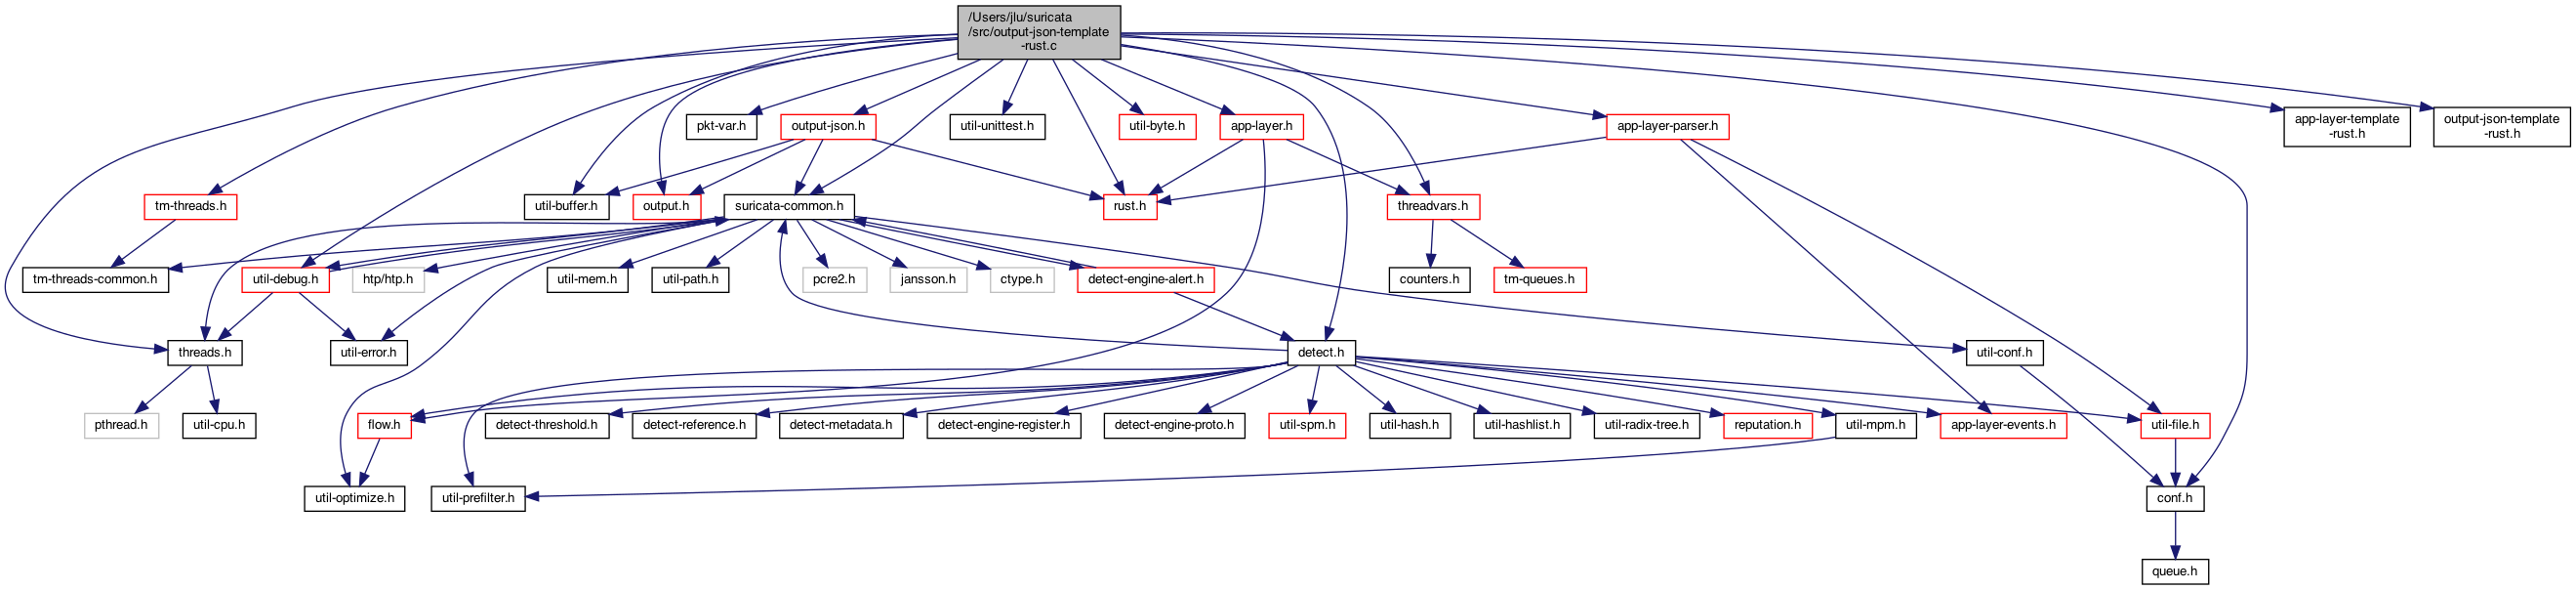 /Users/jlu/suricata
/src/output-json-template
-rust.c
pkt-var.h
output-json.h
util-unittest.h
util-byte.h
app-layer.h
app-layer-parser.h
app-layer-template
-rust.h
output-json-template
-rust.h
tm-threads.h
util-buffer.h
output.h
suricata-common.h
rust.h
threadvars.h
tm-threads-common.h
util-debug.h
htp/htp.h
util-mem.h
util-path.h
pcre2.h
jansson.h
ctype.h
detect-engine-alert.h
counters.h
tm-queues.h
threads.h
util-error.h
detect.h
util-conf.h
pthread.h
util-cpu.h
flow.h
detect-threshold.h
detect-reference.h
detect-metadata.h
detect-engine-register.h
detect-engine-proto.h
util-spm.h
util-hash.h
util-hashlist.h
util-radix-tree.h
reputation.h
util-mpm.h
app-layer-events.h
util-file.h
util-optimize.h
util-prefilter.h
conf.h
queue.h